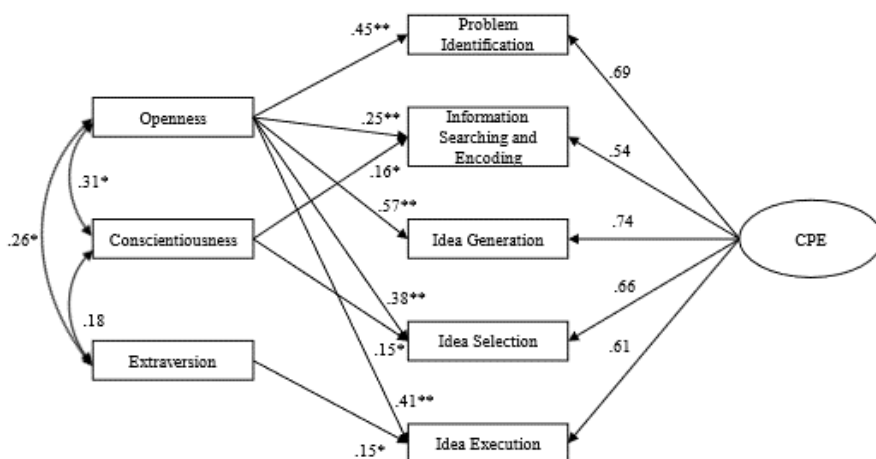 .45**
Problem
Identification
.69
Openness
.25**
Information
Searching and
Encoding
.54
.31*
.16*
.57**
.26*
Conscientiousness
Idea Generation
.74
CPE
.18
.38**
.66
Extraversion
.15*
Idea Selection
.61
.41**
.15*
Idea Execution